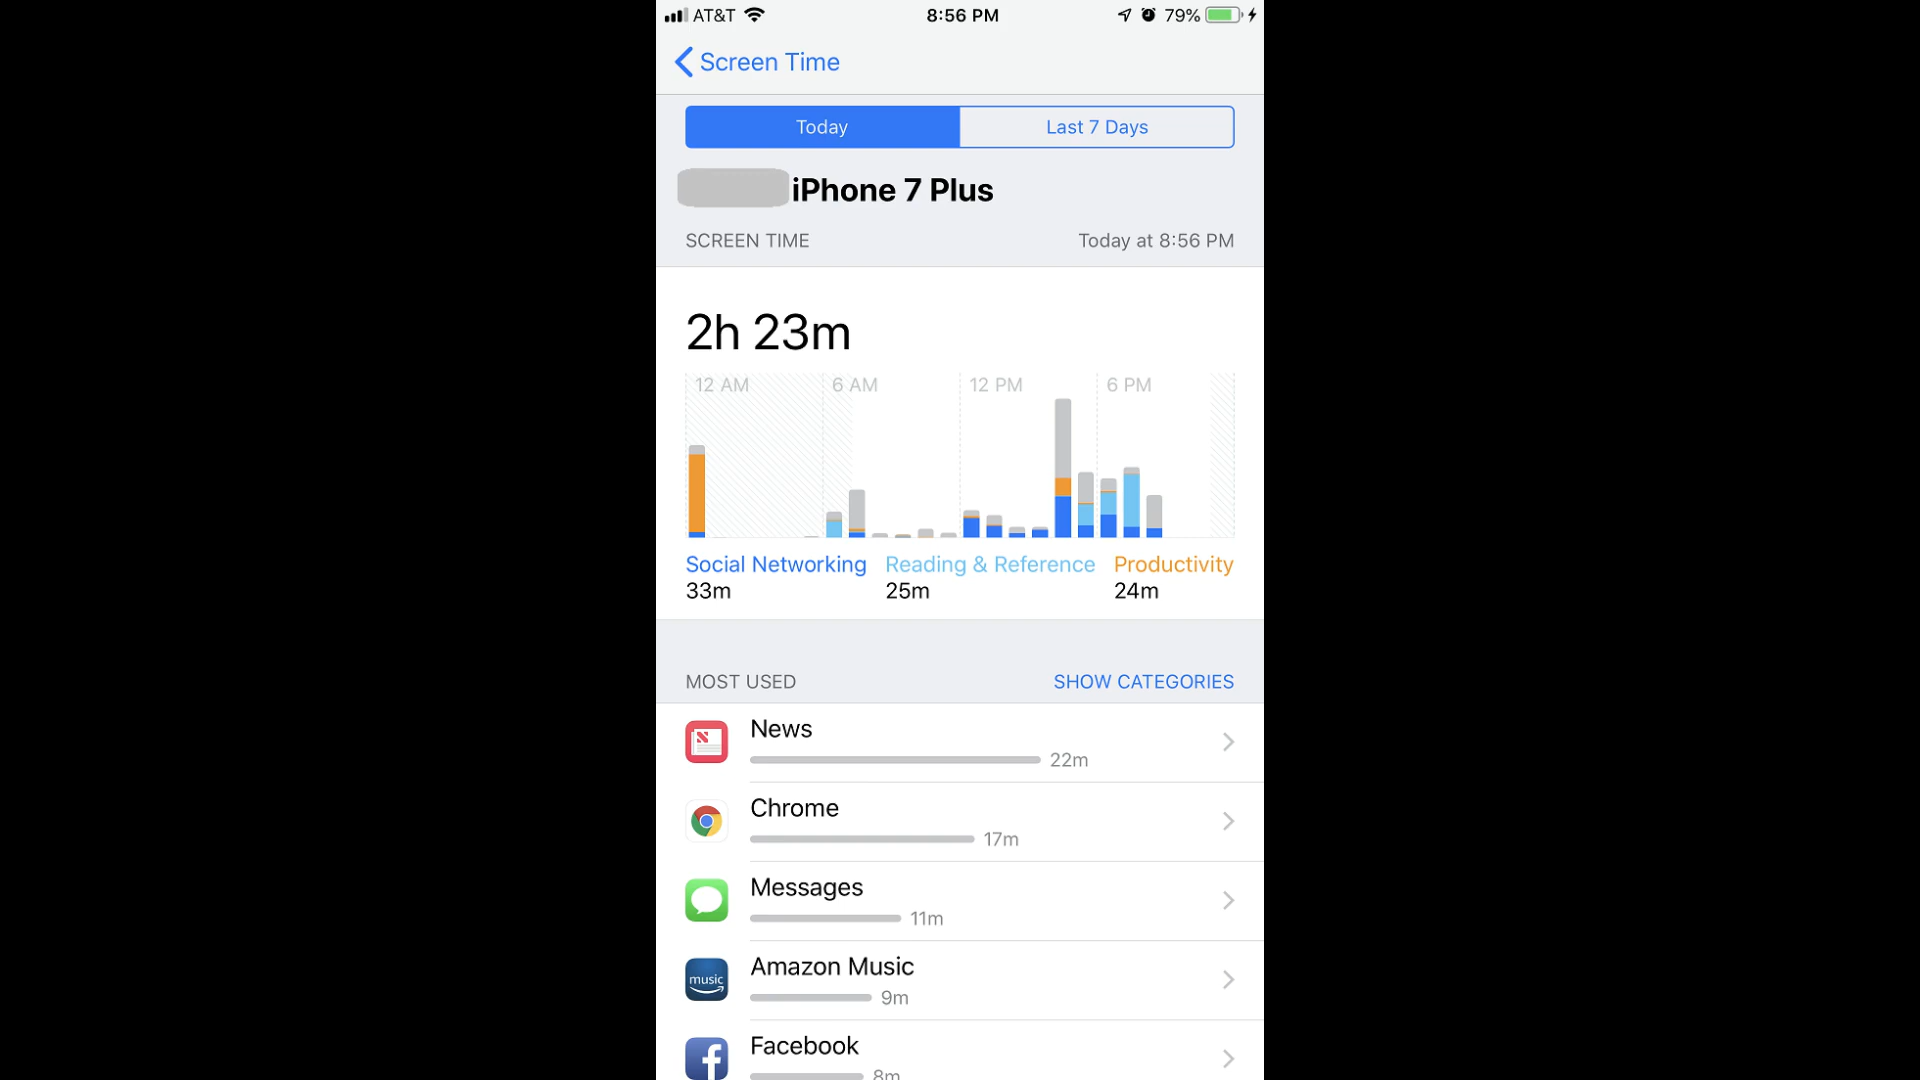 AT&T 8:56 PM 79%
Screen Time
Today Last 7 Days
iPhone 7 Plus
SCREEN TIME Today at 8:56 PM
2h 23m
12 AM 6 AM 12 PM 6 PM
Social Networking Reading & Reference Productivity
33m 25m 24m
MOST USED SHOW CATEGORIES
News
22m
Chrome
17m
Messages
11m
music
Amazon Music
9m
Facebook
8m